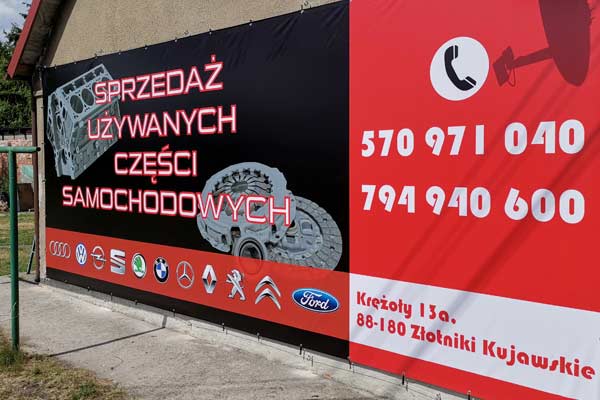 SPRZEDAŻ
UŻYWANYCH
CZĘŚCI
SAMOCHODOWYCH
Ford
570 971 040
794 940 600
Krężoły 13a.
88-180 Złotniki Kujawskie